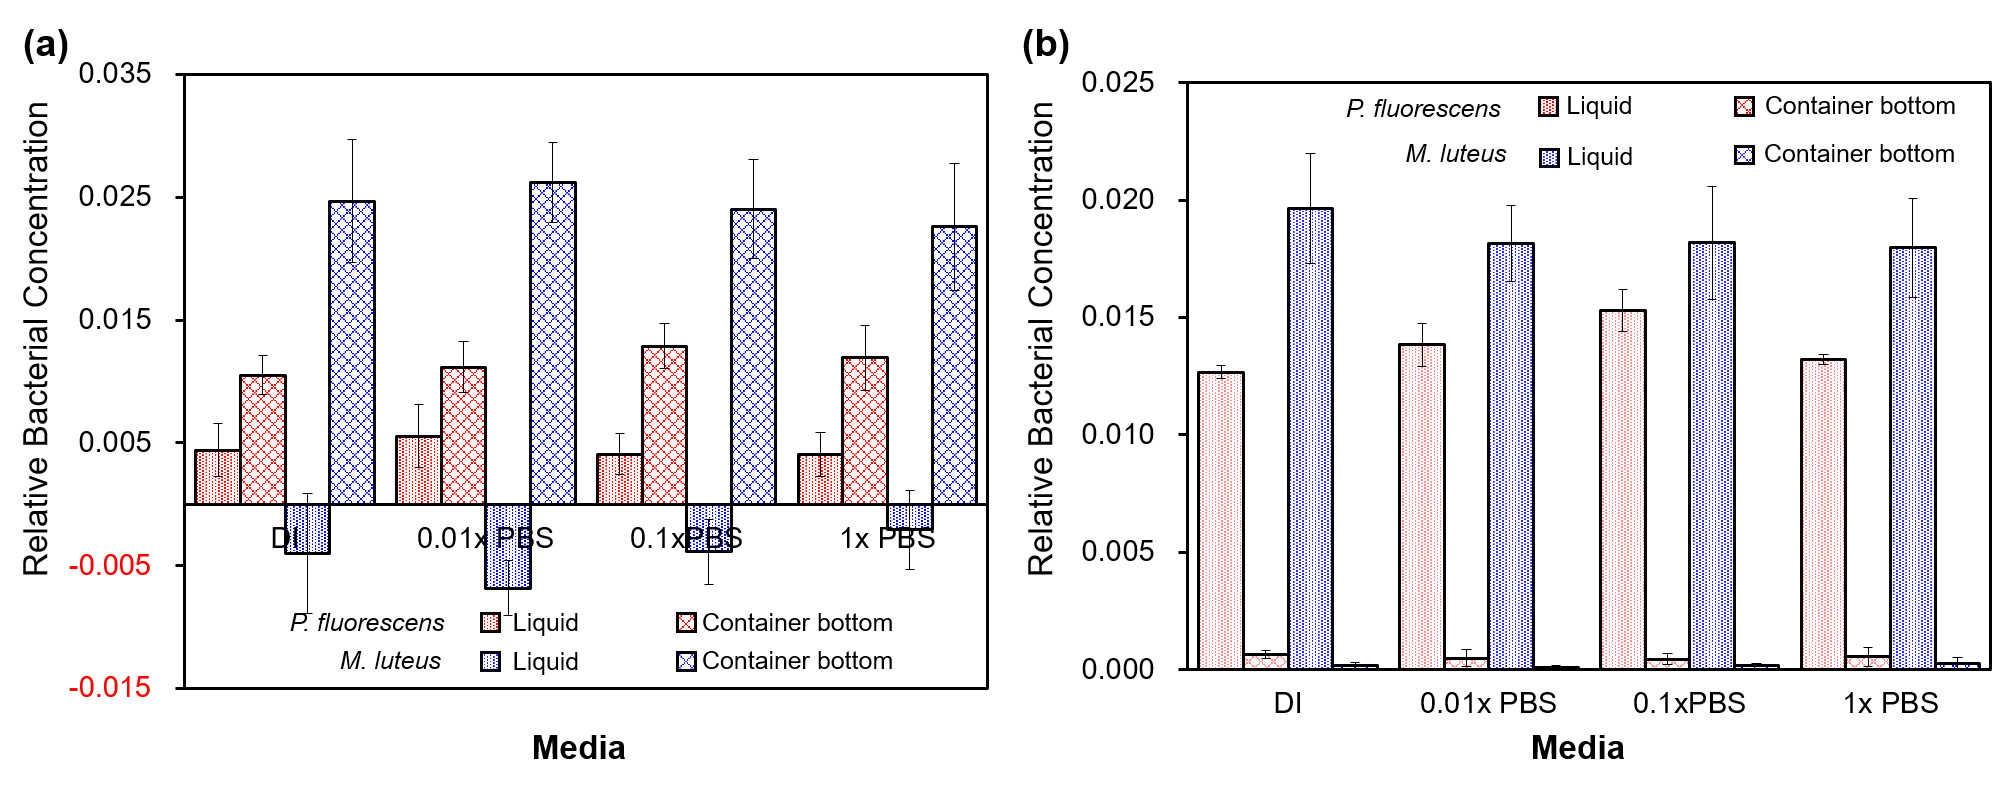 (a)
0.035
0.025
0.015
0.005
-0.005
-0.015
Relative Bacterial Concentration
DI
0.01x PBS
0.1xPBS
1x PBS
P. fluorescens Liquid Container bottom
M. luteus Liquid Container bottom
Media
(b)
0.025
0.020
0.015
0.010
0.005
0.000
Relative Bacterial Concentration
P. fluorescens Liquid Container bottom
M. luteus Liquid Container bottom
DI
0.01x PBS
0.1xPBS
1x PBS
Media